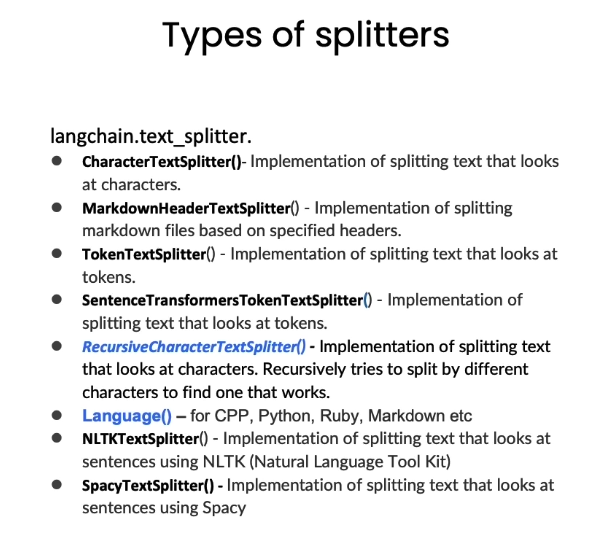 Types of splitters
langchain.text_splitter.
● CharacterTextSplitter()- Implementation of splitting text that looks
at characters.
● MarkdownHeaderTextSplitter() - Implementation of splitting
markdown files based on specified headers.
● TokenTextSplitter() - Implementation of splitting text that looks at
tokens.
● SentenceTransformersTokenTextSplitter() - Implementation of
splitting text that looks at tokens.
● RecursiveCharacterTextSplitter() - Implementation of splitting text
that looks at characters. Recursively tries to split by different
characters to find one that works.
● Language() – for CPP, Python, Ruby, Markdown etc
● NLTKTextSplitter() - Implementation of splitting text that looks at
sentences using NLTK (Natural Language Tool Kit)
● SpacyTextSplitter() - Implementation of splitting text that looks at
sentences using Spacy